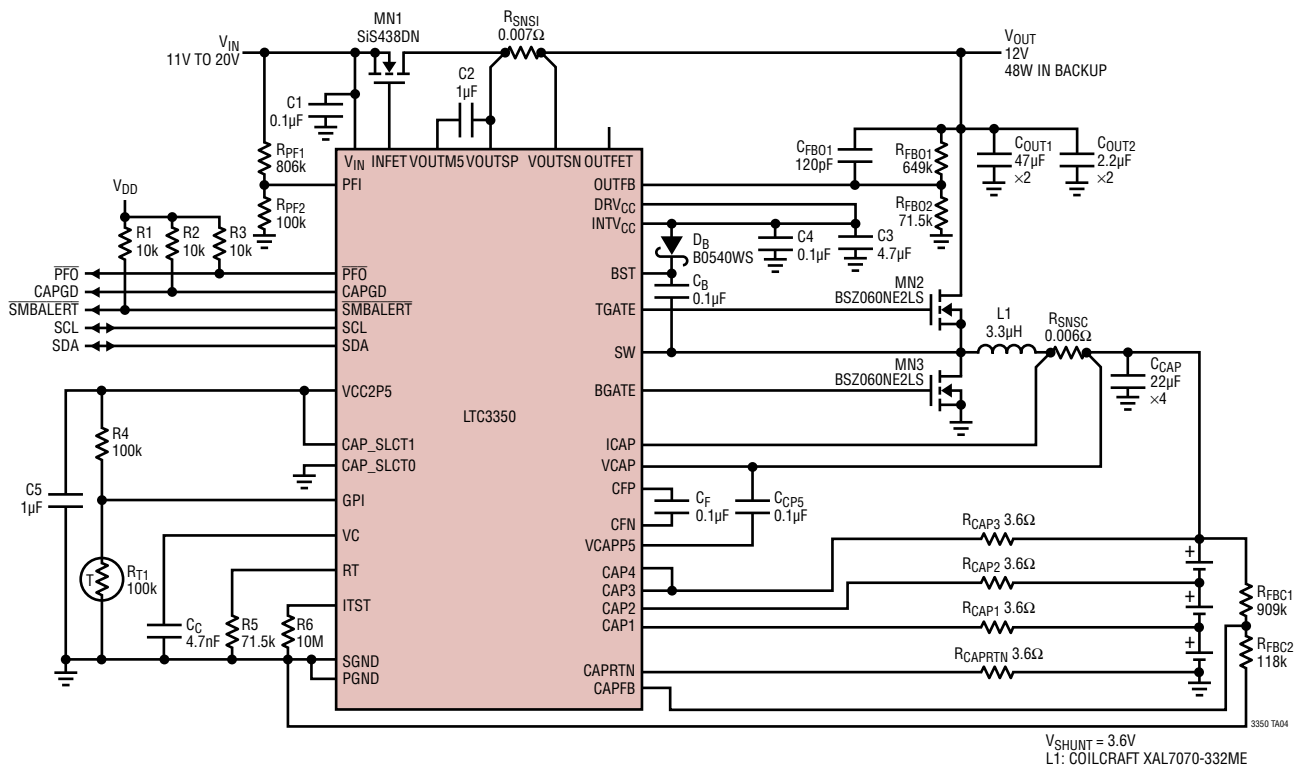 MN1
SiS438DN
RSNSI
0.007Ω
VIN
11V TO 20V
VOUT
12V
48W IN BACKUP
C2
1µF
C1
0.1µF
VIN INFET VOUTM5 VOUTSP VOUTSN OUTFET
CFBO1
120pF
RFBO1
649k
COUT1
47µF
×2
COUT2
2.2µF
×2
RPF1
806k
PFI
OUTFB
VDD
RPF2
100k
DRVCC
RFBO2
71.5k
INTVCC
R1
10k
R2
10k
R3
10k
DB
B0540WS
C4
0.1µF
C3
4.7µF
PFO
PFO
BST
CAPGD
CAPGD
CB
0.1µF
SMBALERT
SMBALERT
TGATE
MN2
BSZ060NE2LS
SCL
SCL
SDA
SDA
SW
L1
3.3µH
RSNSC
0.006Ω
CCAP
22µF
×4
VCC2P5
BGATE
MN3
BSZ060NE2LS
LTC3350
R4
100k
CAP_SLCT1
ICAP
CAP_SLCT0
VCAP
C5
1µF
GPI
CFP
CF
0.1µF
CCP5
0.1µF
CFN
VC
VCAPP5
RCAP3 3.6Ω
+
T
RT1
100k
RT
CAP4
CAP3
RCAP2 3.6Ω
+
RFBC1
909k
ITST
CAP2
CAP1
RCAP1 3.6Ω
+
CC
4.7nF
R5
71.5k
R6
10M
RFBC2
118k
SGND
PGND
CAPRTN
RCAPRTN 3.6Ω
CAPFB
3350 TA04
VSHUNT = 3.6V
L1: COILCRAFT XAL7070-332ME